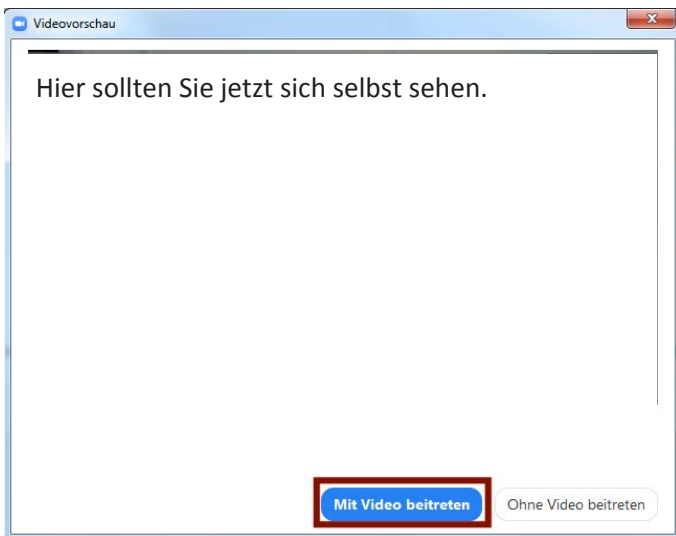 Videovorschau
Hier sollten Sie jetzt sich selbst sehen.
Mit Video beitreten
Ohne Video beitreten